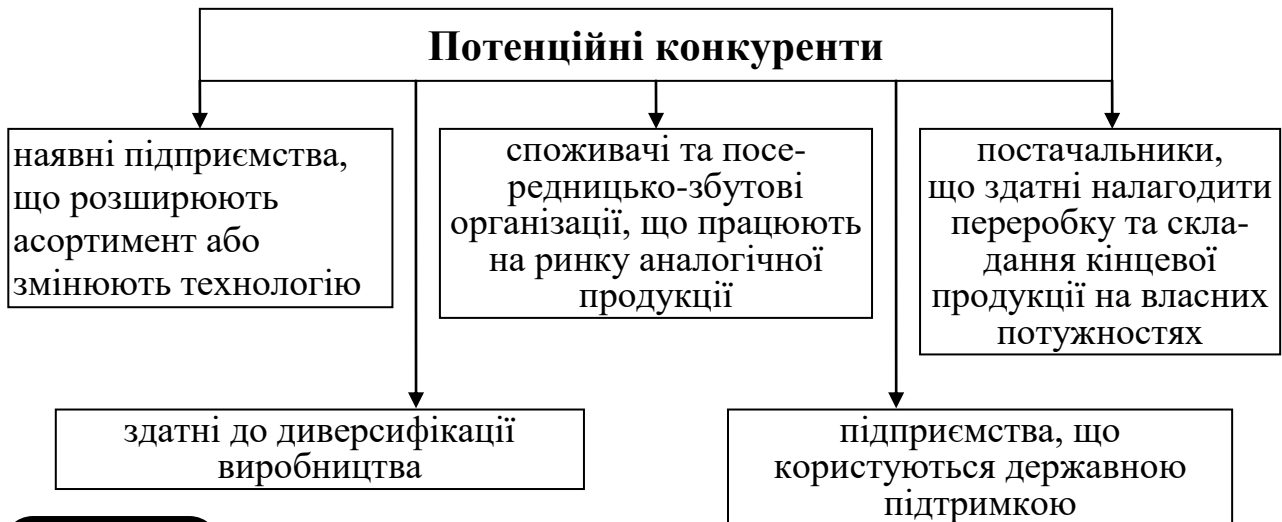 Потенційні конкуренти
наявні підприємства,
що розширюють
асортимент або
змінюють технологію
споживачі та посе-
редницько-збутові
організації, що працюють
на ринку аналогічної
продукції
постачальники,
що здатні налагодити
переробку та скла-
дання кінцевої
продукції на власних
потужностях
здатні до диверсифікації
виробництва
підприємства, що
користуються державною
підтримкою